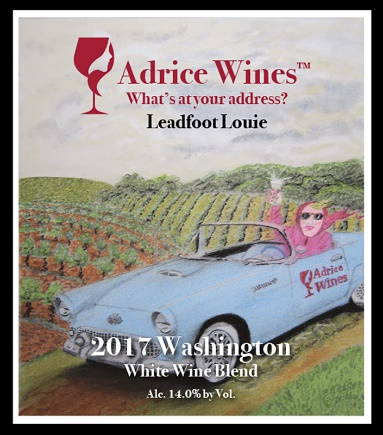 Adrice Wines™
What's at your address?
Leadfoot Louie
Adrice
Wines
2017 Washington
White Wine Blend
Alc. 14.0% by Vol.